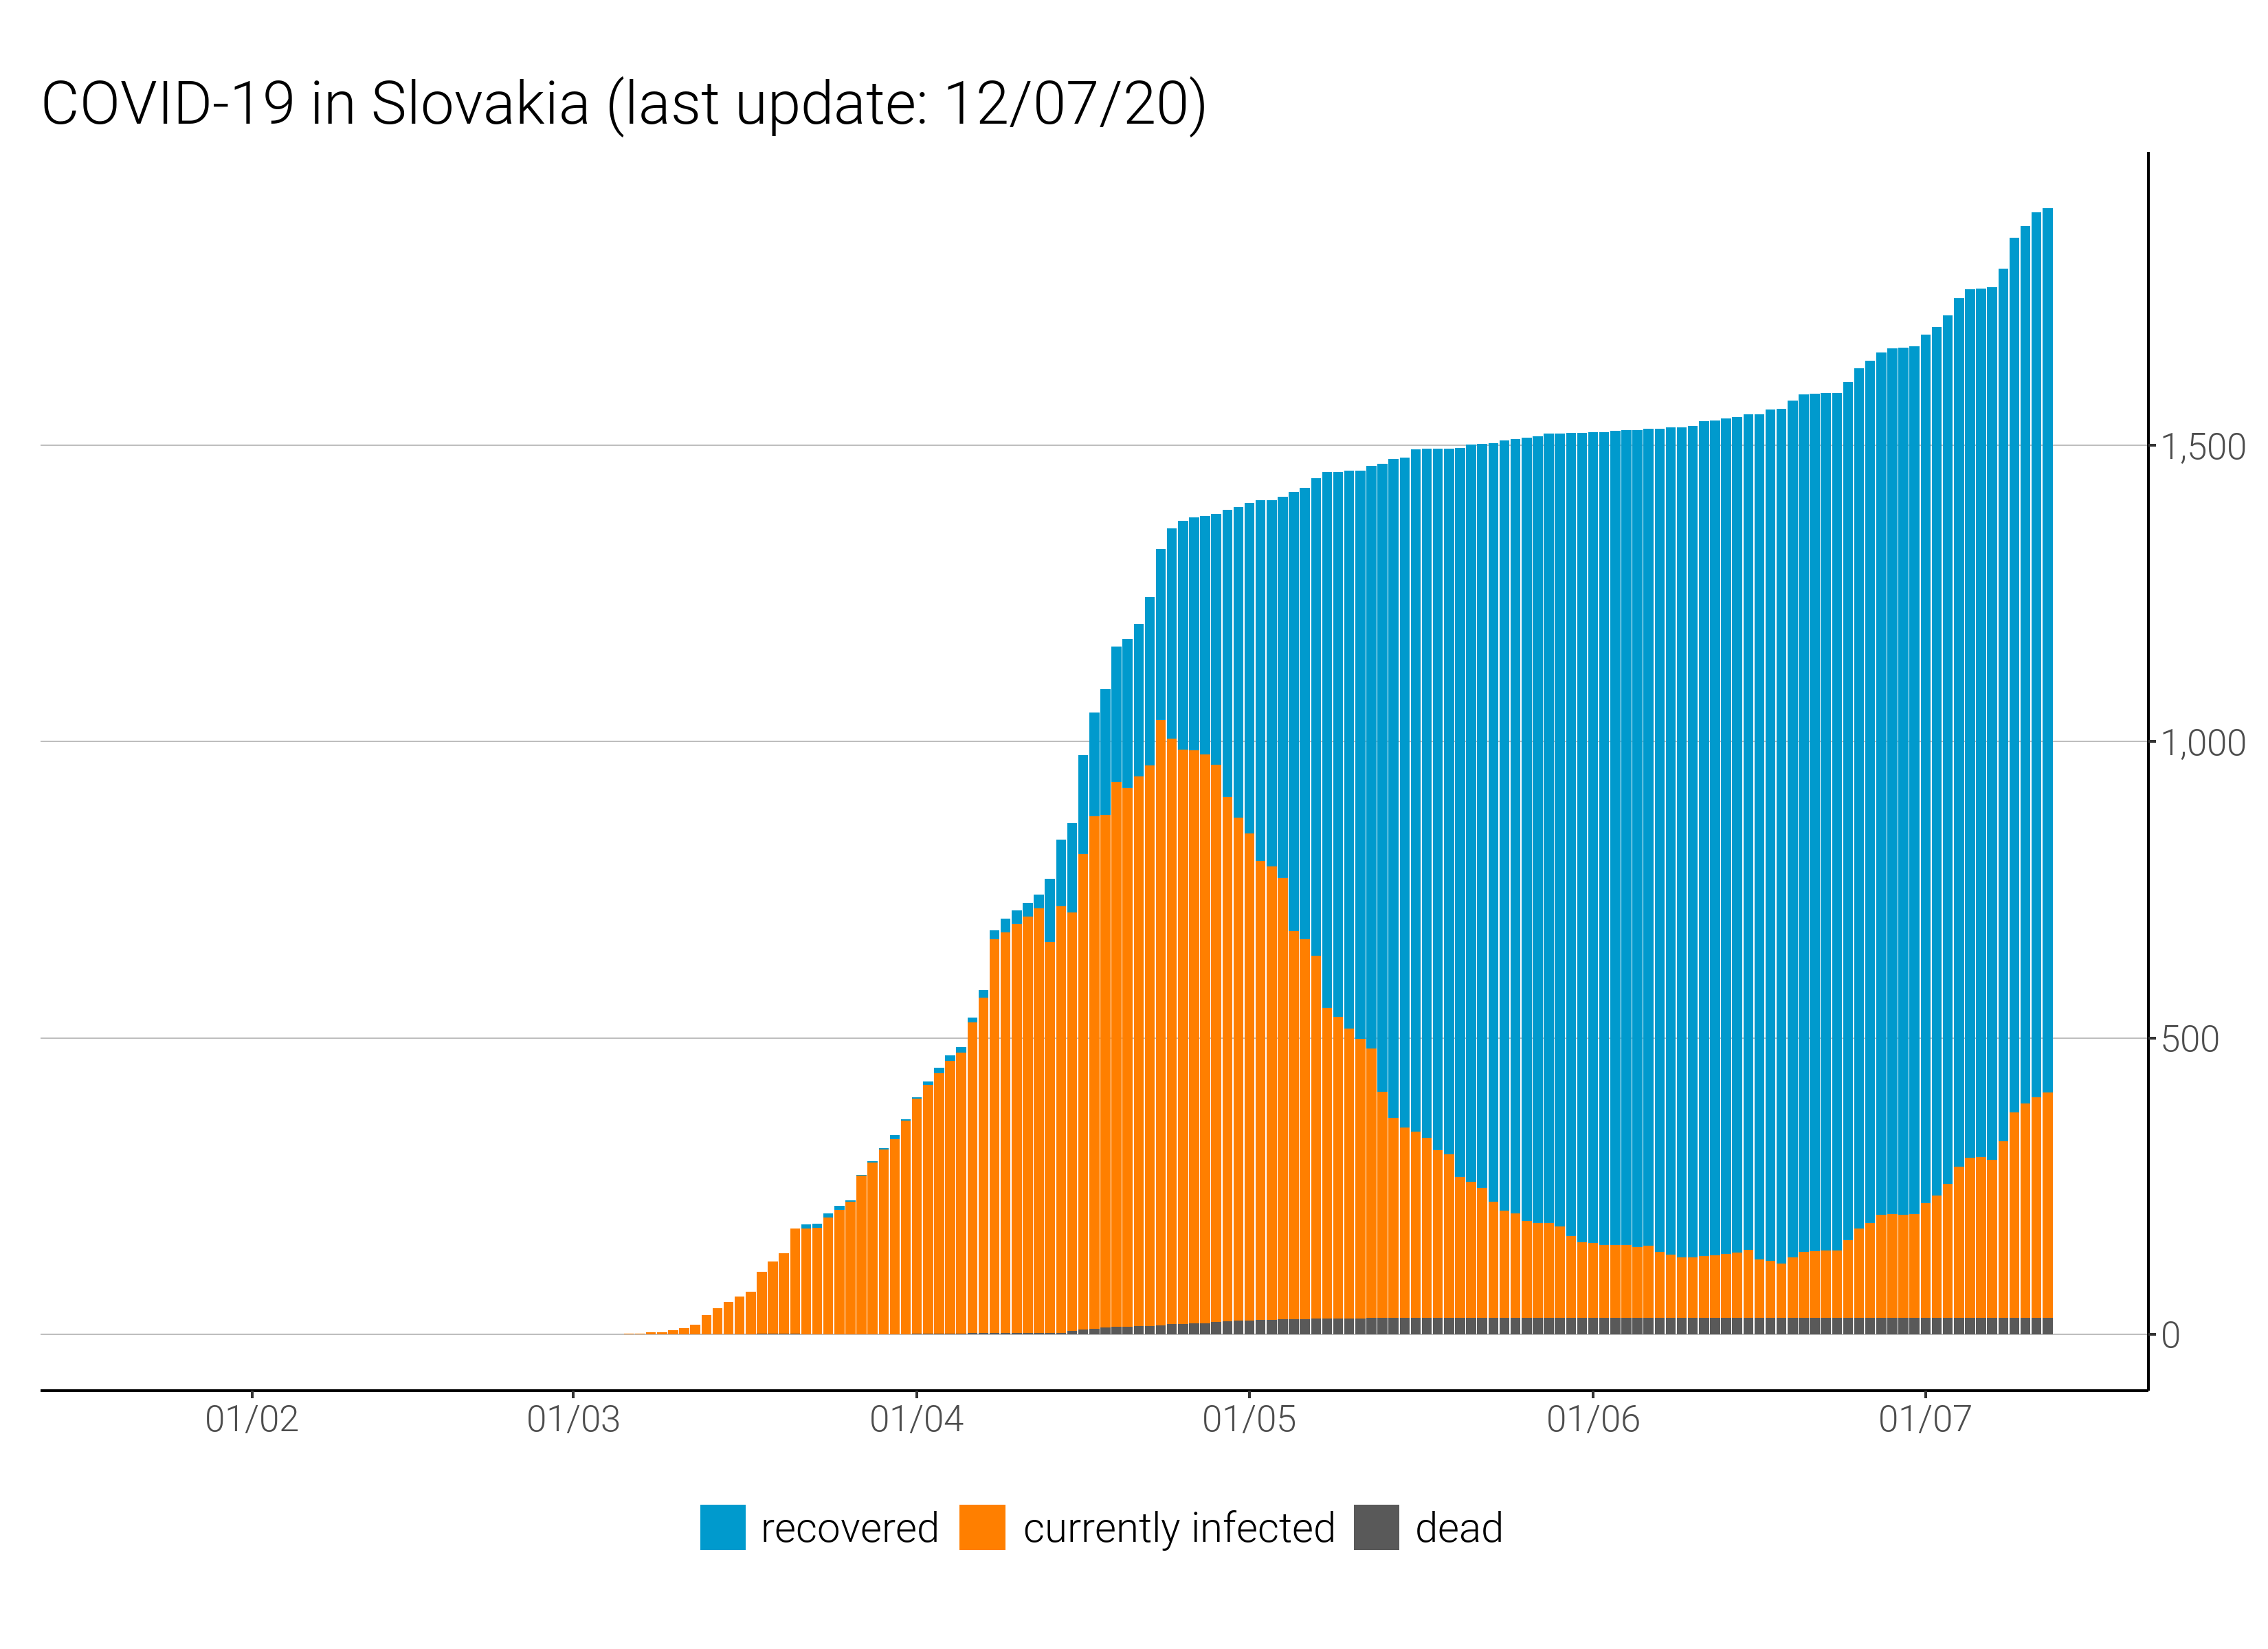 COVID-19 in Slovakia (last update: 12/07/20)
1,500
1,000
500
0
01/02 01/03 01/04 01/05 01/06 01/07
recovered currently infected dead